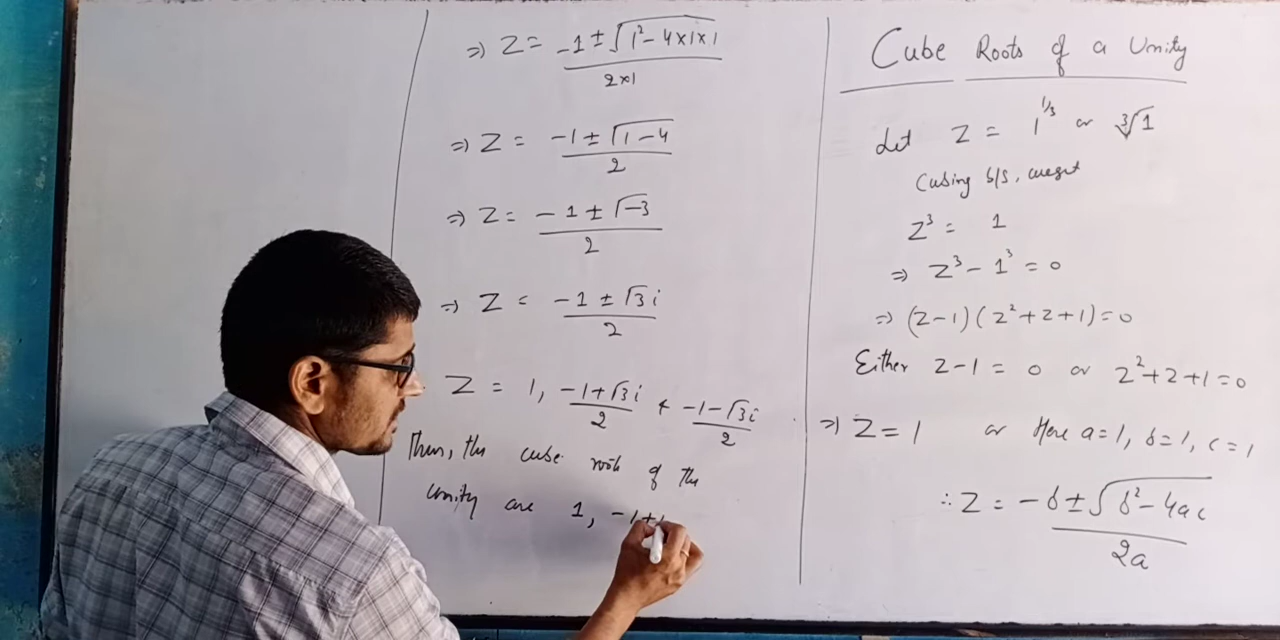 Cube Roots of a Unity
Let Z = 1^{1/3} or ∛1
Cubing b/s, we get
Z³ = 1
⇒ Z³ - 1³ = 0
⇒ (Z-1)(Z²+Z+1)=0
Either Z-1 = 0 or Z²+Z+1=0
⇒ Z=1 or Here a=1, b=1, c=1
∴ Z = -b±√(b²-4ac) / 2a
⇒ Z = -1±√(1²-4×1×1) / 2×1
⇒ Z = -1±√(1-4) / 2
⇒ Z = -1±√-3 / 2
⇒ Z = -1±√3i / 2
Z = 1, -1+√3i / 2 & -1-√3i / 2
Then, the cube roots of the
Unity are 1, -1+